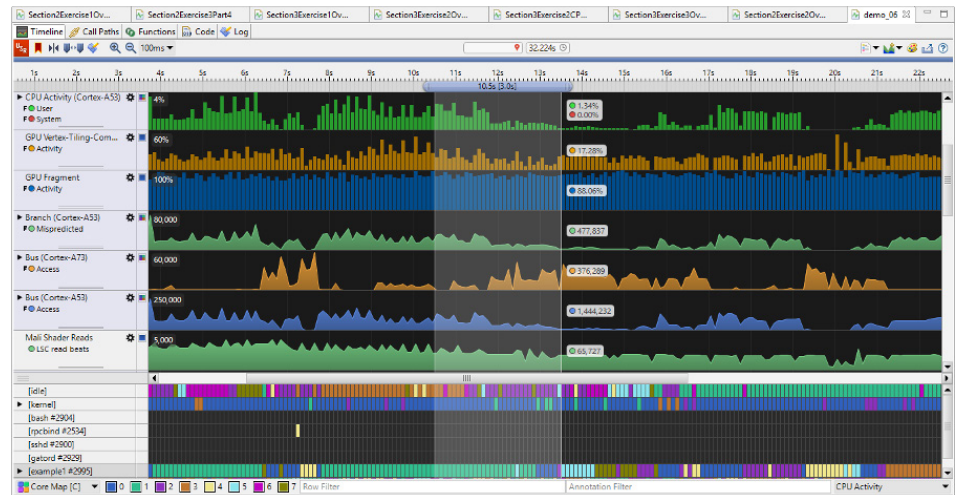 Section2Exercise1Ov... Section2Exercise3Part4 Section3Exercise1Ov... Section3Exercise2Ov... Section3Exercise2CP... Section3Exercise3Ov... Section2Exercise2Ov... demo_06
Timeline Call Paths Functions Code Log
100ms 32.224s
1s 2s 3s 4s 5s 6s 7s 8s 9s 10s 11s 12s 13s 14s 15s 16s 17s 18s 19s 20s 21s 22s
10.5s [3.0s]
CPU Activity (Cortex-A53) 4%
F User 1.34%
F System 0.00%
GPU Vertex-Tiling-Com... 60%
F Activity 17.28%
GPU Fragment 100%
F Activity 88.06%
Branch (Cortex-A53) 80,000
F Mispredicted 477,837
Bus (Cortex-A73) 60,000
F Access 376,289
Bus (Cortex-A53) 250,000
F Access 1,444,232
Mali Shader Reads 5,000
LSC read beats 65,727
[idle]
[kernel]
[bash #2904]
[rpcbind #2534]
[sshd #2900]
[gatord #2929]
[example1 #2995]
Core Map [C] 0 1 2 3 4 5 6 7 Row Filter Annotation Filter CPU Activity